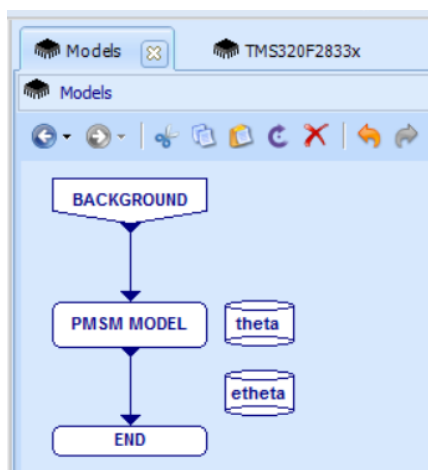 Models
TMS320F2833x
Models
BACKGROUND
PMSM MODEL
theta
etheta
END